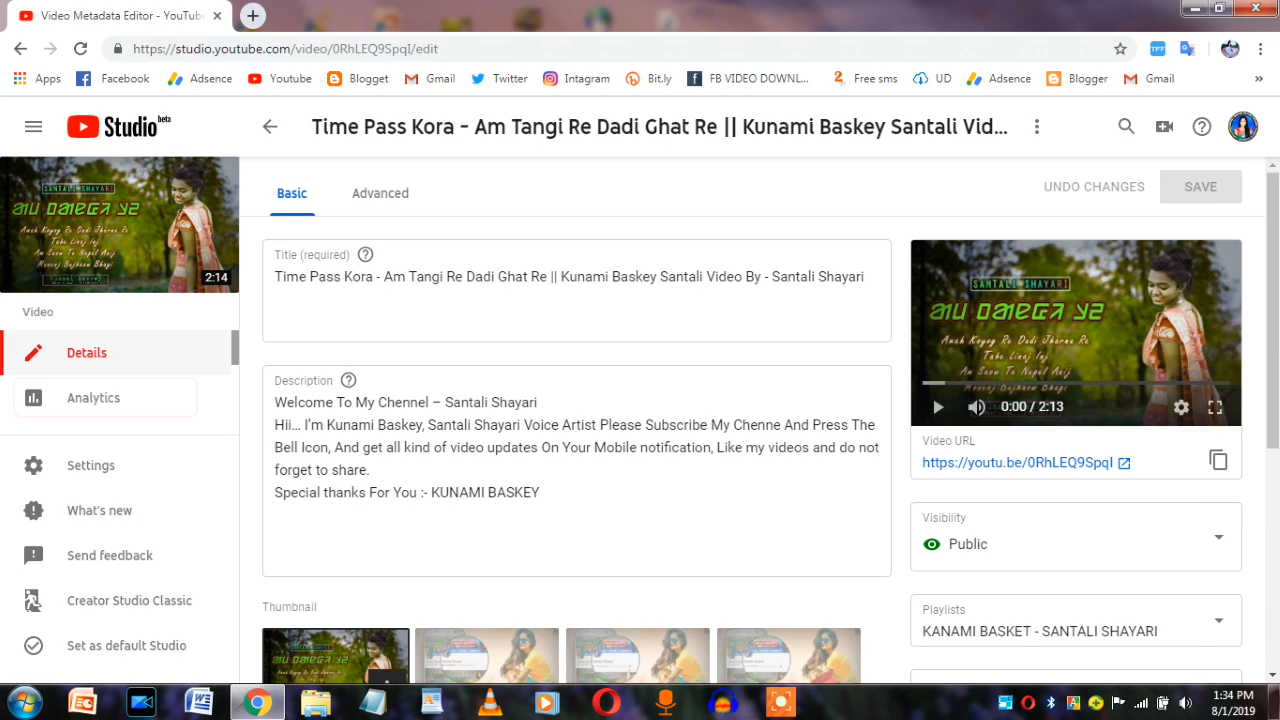 Video Metadata Editor - YouTube
https://studio.youtube.com/video/0RhLEQ9SpqI/edit
Apps Facebook Adsence Youtube Blogget Gmail Twitter Intagram Bit.ly FB VIDEO DOWNL... Free sms UD Adsence Blogger Gmail »
Studio beta
Time Pass Kora - Am Tangi Re Dadi Ghat Re || Kunami Baskey Santali Vid...
SANTALI SHAYARI
2:14
Video
Details
Analytics
Settings
What's new
Send feedback
Creator Studio Classic
Set as default Studio
Basic Advanced
UNDO CHANGES SAVE
Title (required)
Time Pass Kora - Am Tangi Re Dadi Ghat Re || Kunami Baskey Santali Video By - Santali Shayari
Description
Welcome To My Chennel – Santali Shayari
Hii... I'm Kunami Baskey, Santali Shayari Voice Artist Please Subscribe My Chenne And Press The
Bell Icon, And get all kind of video updates On Your Mobile notification, Like my videos and do not
forget to share.
Special thanks For You :- KUNAMI BASKEY
Thumbnail
SANTALI SHAYARI
0:00 / 2:13
Video URL
https://youtu.be/0RhLEQ9SpqI
Visibility
Public
Playlists
KANAMI BASKET - SANTALI SHAYARI
1:34 PM
8/1/2019